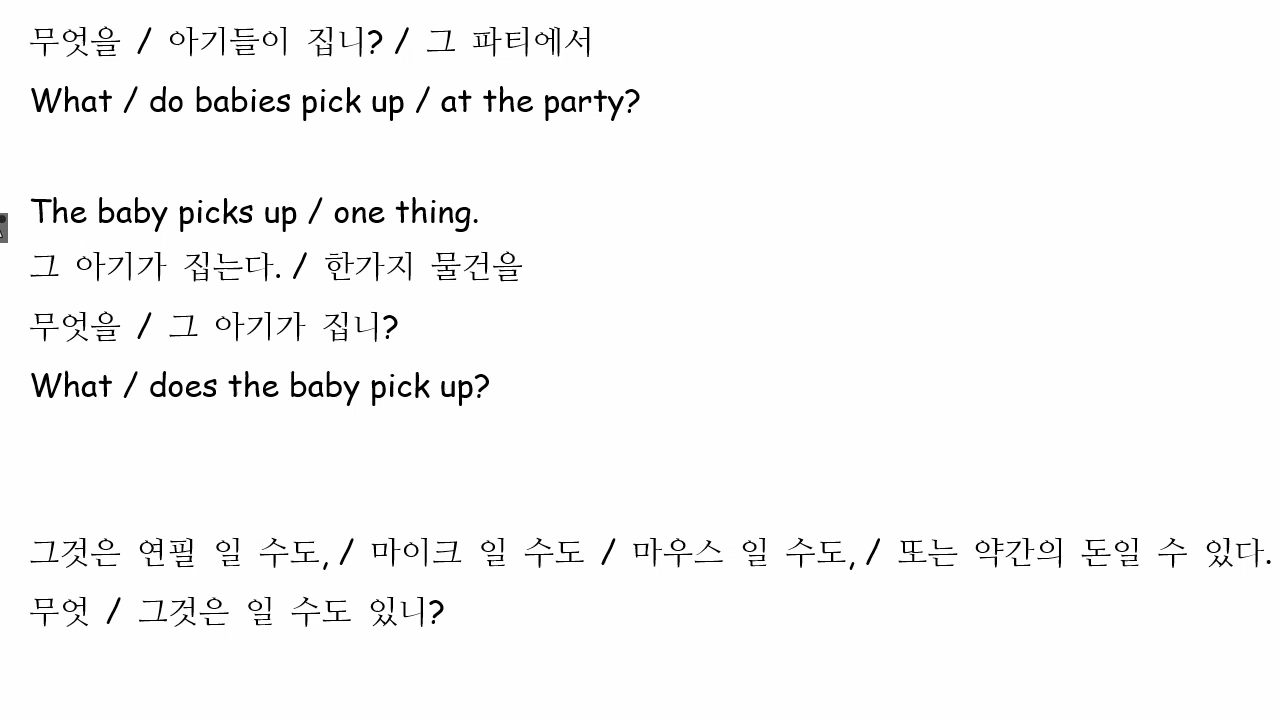 무엇을 / 아기들이 집니? / 그 파티에서
What / do babies pick up / at the party?
The baby picks up / one thing.
그 아기가 집는다. / 한가지 물건을
무엇을 / 그 아기가 집니?
What / does the baby pick up?
그것은 연필 일 수도, / 마이크 일 수도 / 마우스 일 수도, / 또는 약간의 돈일 수 있다.
무엇 / 그것은 일 수도 있니?